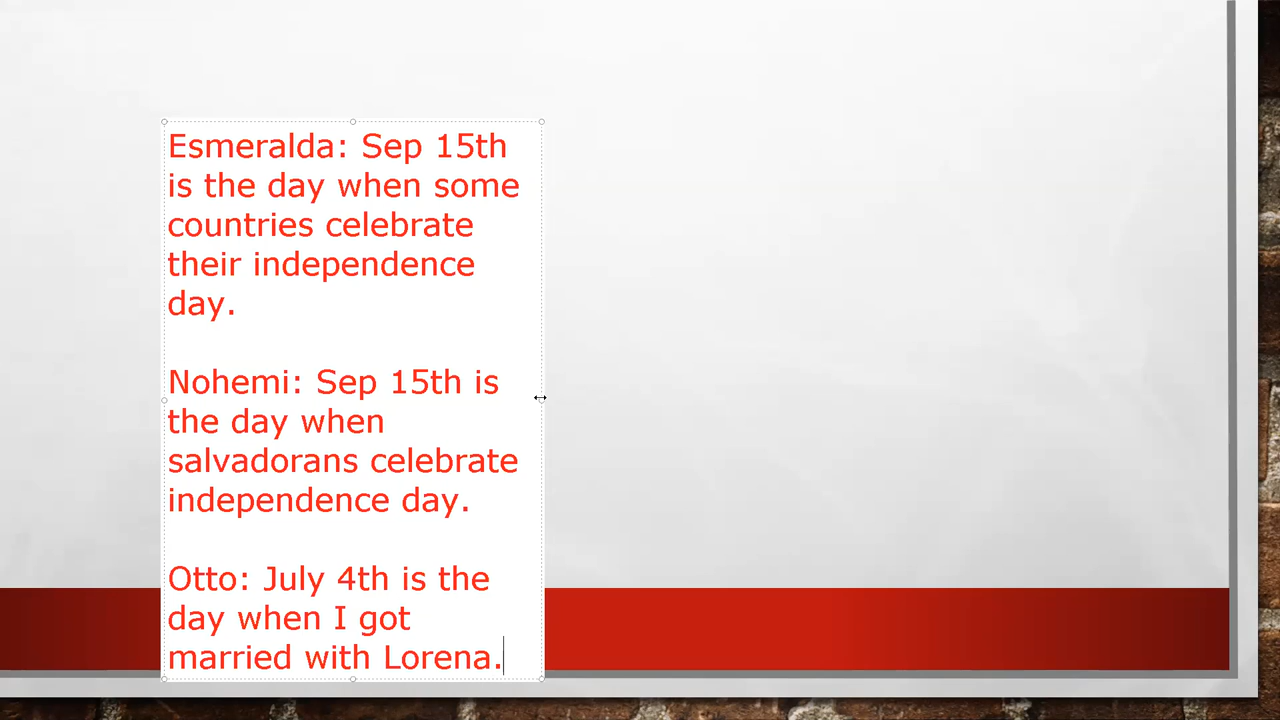 Esmeralda: Sep 15th
is the day when some
countries celebrate
their independence
day.
Nohemi: Sep 15th is
the day when
salvadorans celebrate
independence day.
Otto: July 4th is the
day when I got
married with Lorena.